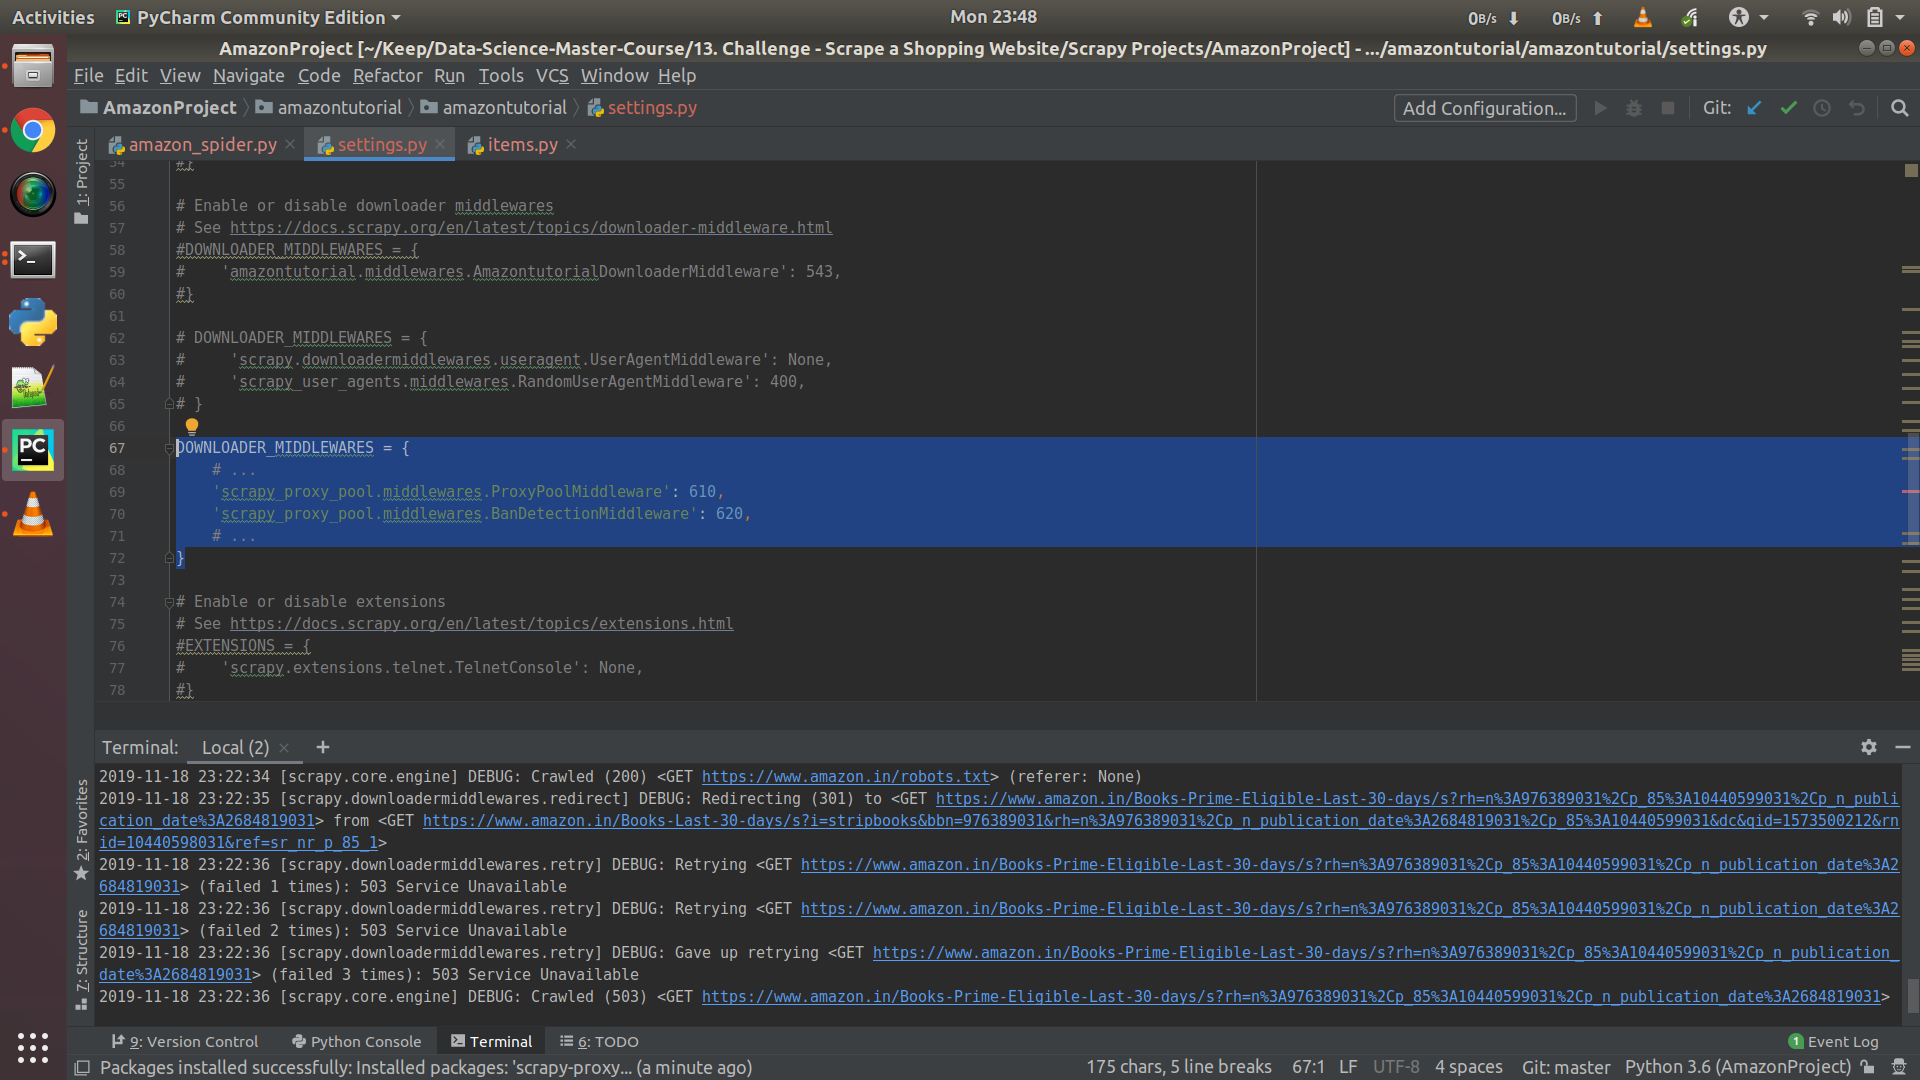 Activities PyCharm Community Edition Mon 23:48 0B/s 0B/s
AmazonProject [~/Keep/Data-Science-Master-Course/13. Challenge - Scrape a Shopping Website/Scrapy Projects/AmazonProject] - .../amazontutorial/amazontutorial/settings.py
File Edit View Navigate Code Refactor Run Tools VCS Window Help
AmazonProject amazontutorial amazontutorial settings.py Add Configuration... Git:
amazon_spider.py settings.py items.py
1: Project
54 #}
55
56 # Enable or disable downloader middlewares
57 # See https://docs.scrapy.org/en/latest/topics/downloader-middleware.html
58 #DOWNLOADER_MIDDLEWARES = {
59 #    'amazontutorial.middlewares.AmazontutorialDownloaderMiddleware': 543,
60 #}
61
62 # DOWNLOADER_MIDDLEWARES = {
63 #     'scrapy.downloadermiddlewares.useragent.UserAgentMiddleware': None,
64 #     'scrapy_user_agents.middlewares.RandomUserAgentMiddleware': 400,
65 # }
66
67 DOWNLOADER_MIDDLEWARES = {
68     # ...
69     'scrapy_proxy_pool.middlewares.ProxyPoolMiddleware': 610,
70     'scrapy_proxy_pool.middlewares.BanDetectionMiddleware': 620,
71     # ...
72 }
73
74 # Enable or disable extensions
75 # See https://docs.scrapy.org/en/latest/topics/extensions.html
76 #EXTENSIONS = {
77 #    'scrapy.extensions.telnet.TelnetConsole': None,
78 #}
Terminal: Local (2) +
2: Favorites
7: Structure
2019-11-18 23:22:34 [scrapy.core.engine] DEBUG: Crawled (200) <GET https://www.amazon.in/robots.txt> (referer: None)
2019-11-18 23:22:35 [scrapy.downloadermiddlewares.redirect] DEBUG: Redirecting (301) to <GET https://www.amazon.in/Books-Prime-Eligible-Last-30-days/s?rh=n%3A976389031%2Cp_85%3A10440599031%2Cp_n_publi
cation_date%3A2684819031> from <GET https://www.amazon.in/Books-Last-30-days/s?i=stripbooks&bbn=976389031&rh=n%3A976389031%2Cp_n_publication_date%3A2684819031%2Cp_85%3A10440599031&dc&qid=1573500212&rn
id=10440598031&ref=sr_nr_p_85_1>
2019-11-18 23:22:36 [scrapy.downloadermiddlewares.retry] DEBUG: Retrying <GET https://www.amazon.in/Books-Prime-Eligible-Last-30-days/s?rh=n%3A976389031%2Cp_85%3A10440599031%2Cp_n_publication_date%3A2
684819031> (failed 1 times): 503 Service Unavailable
2019-11-18 23:22:36 [scrapy.downloadermiddlewares.retry] DEBUG: Retrying <GET https://www.amazon.in/Books-Prime-Eligible-Last-30-days/s?rh=n%3A976389031%2Cp_85%3A10440599031%2Cp_n_publication_date%3A2
684819031> (failed 2 times): 503 Service Unavailable
2019-11-18 23:22:36 [scrapy.downloadermiddlewares.retry] DEBUG: Gave up retrying <GET https://www.amazon.in/Books-Prime-Eligible-Last-30-days/s?rh=n%3A976389031%2Cp_85%3A10440599031%2Cp_n_publication_
date%3A2684819031> (failed 3 times): 503 Service Unavailable
2019-11-18 23:22:36 [scrapy.core.engine] DEBUG: Crawled (503) <GET https://www.amazon.in/Books-Prime-Eligible-Last-30-days/s?rh=n%3A976389031%2Cp_85%3A10440599031%2Cp_n_publication_date%3A2684819031>
9: Version Control Python Console Terminal 6: TODO 1 Event Log
Packages installed successfully: Installed packages: 'scrapy-proxy... (a minute ago) 175 chars, 5 line breaks 67:1 LF UTF-8 4 spaces Git: master Python 3.6 (AmazonProject)